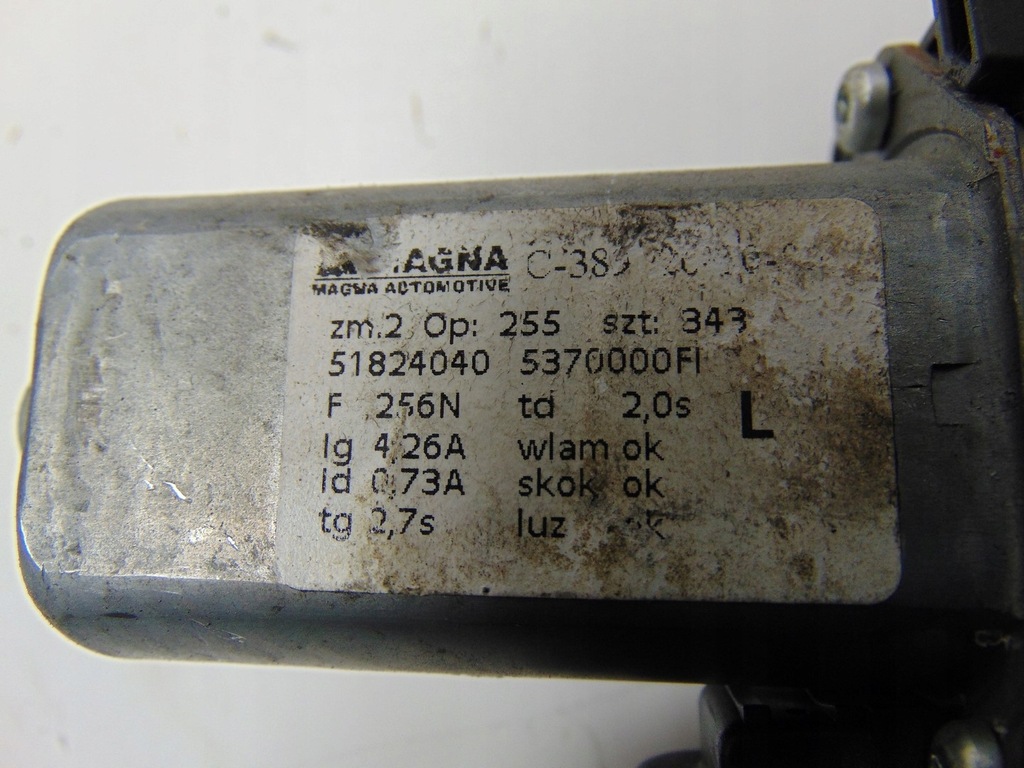 MAGNA
MAGNA AUTOMOTIVE
zm.2 Op: 255 szt: 343
51824040 5370000FI
F 256N td 2,0s
L
Ig 4,26A wlam ok
Id 0,73A skok ok
tg 2,7s luz ok